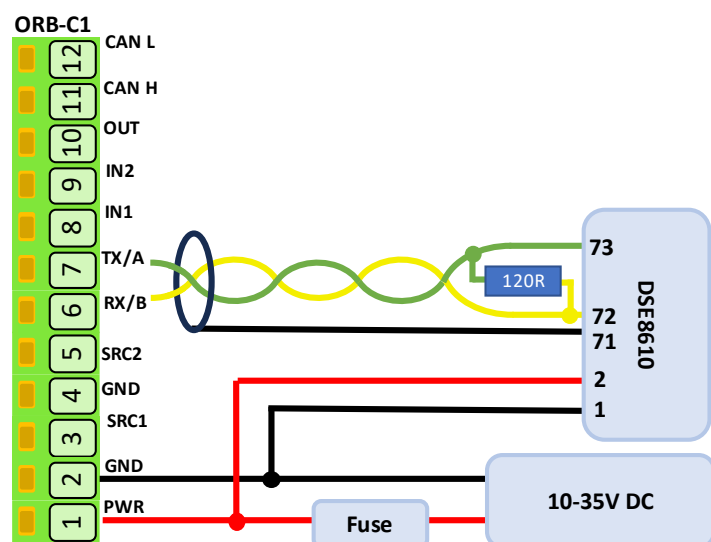 ORB-C1
12 CAN L
11 CAN H
10 OUT
9 IN2
8 IN1
7 TX/A
6 RX/B
5 SRC2
4 GND
3 SRC1
2 GND
1 PWR
120R
73
72
71
2
1
DSE8610
Fuse
10-35V DC